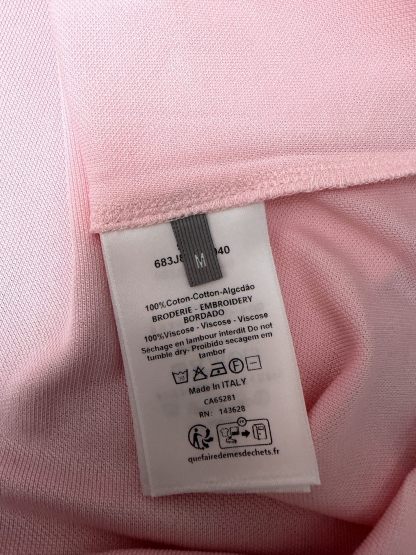 M
100%Coton-Cotton-Algodão
BRODERIE - EMBROIDERY
BORDADO
100%Viscose - Viscose - Viscose
Séchage en tambour interdit Do not
tumble dry. Proibido secagem em
tambor
Made In ITALY
CA65281
RN: 143628
quefairedemesdechets.fr